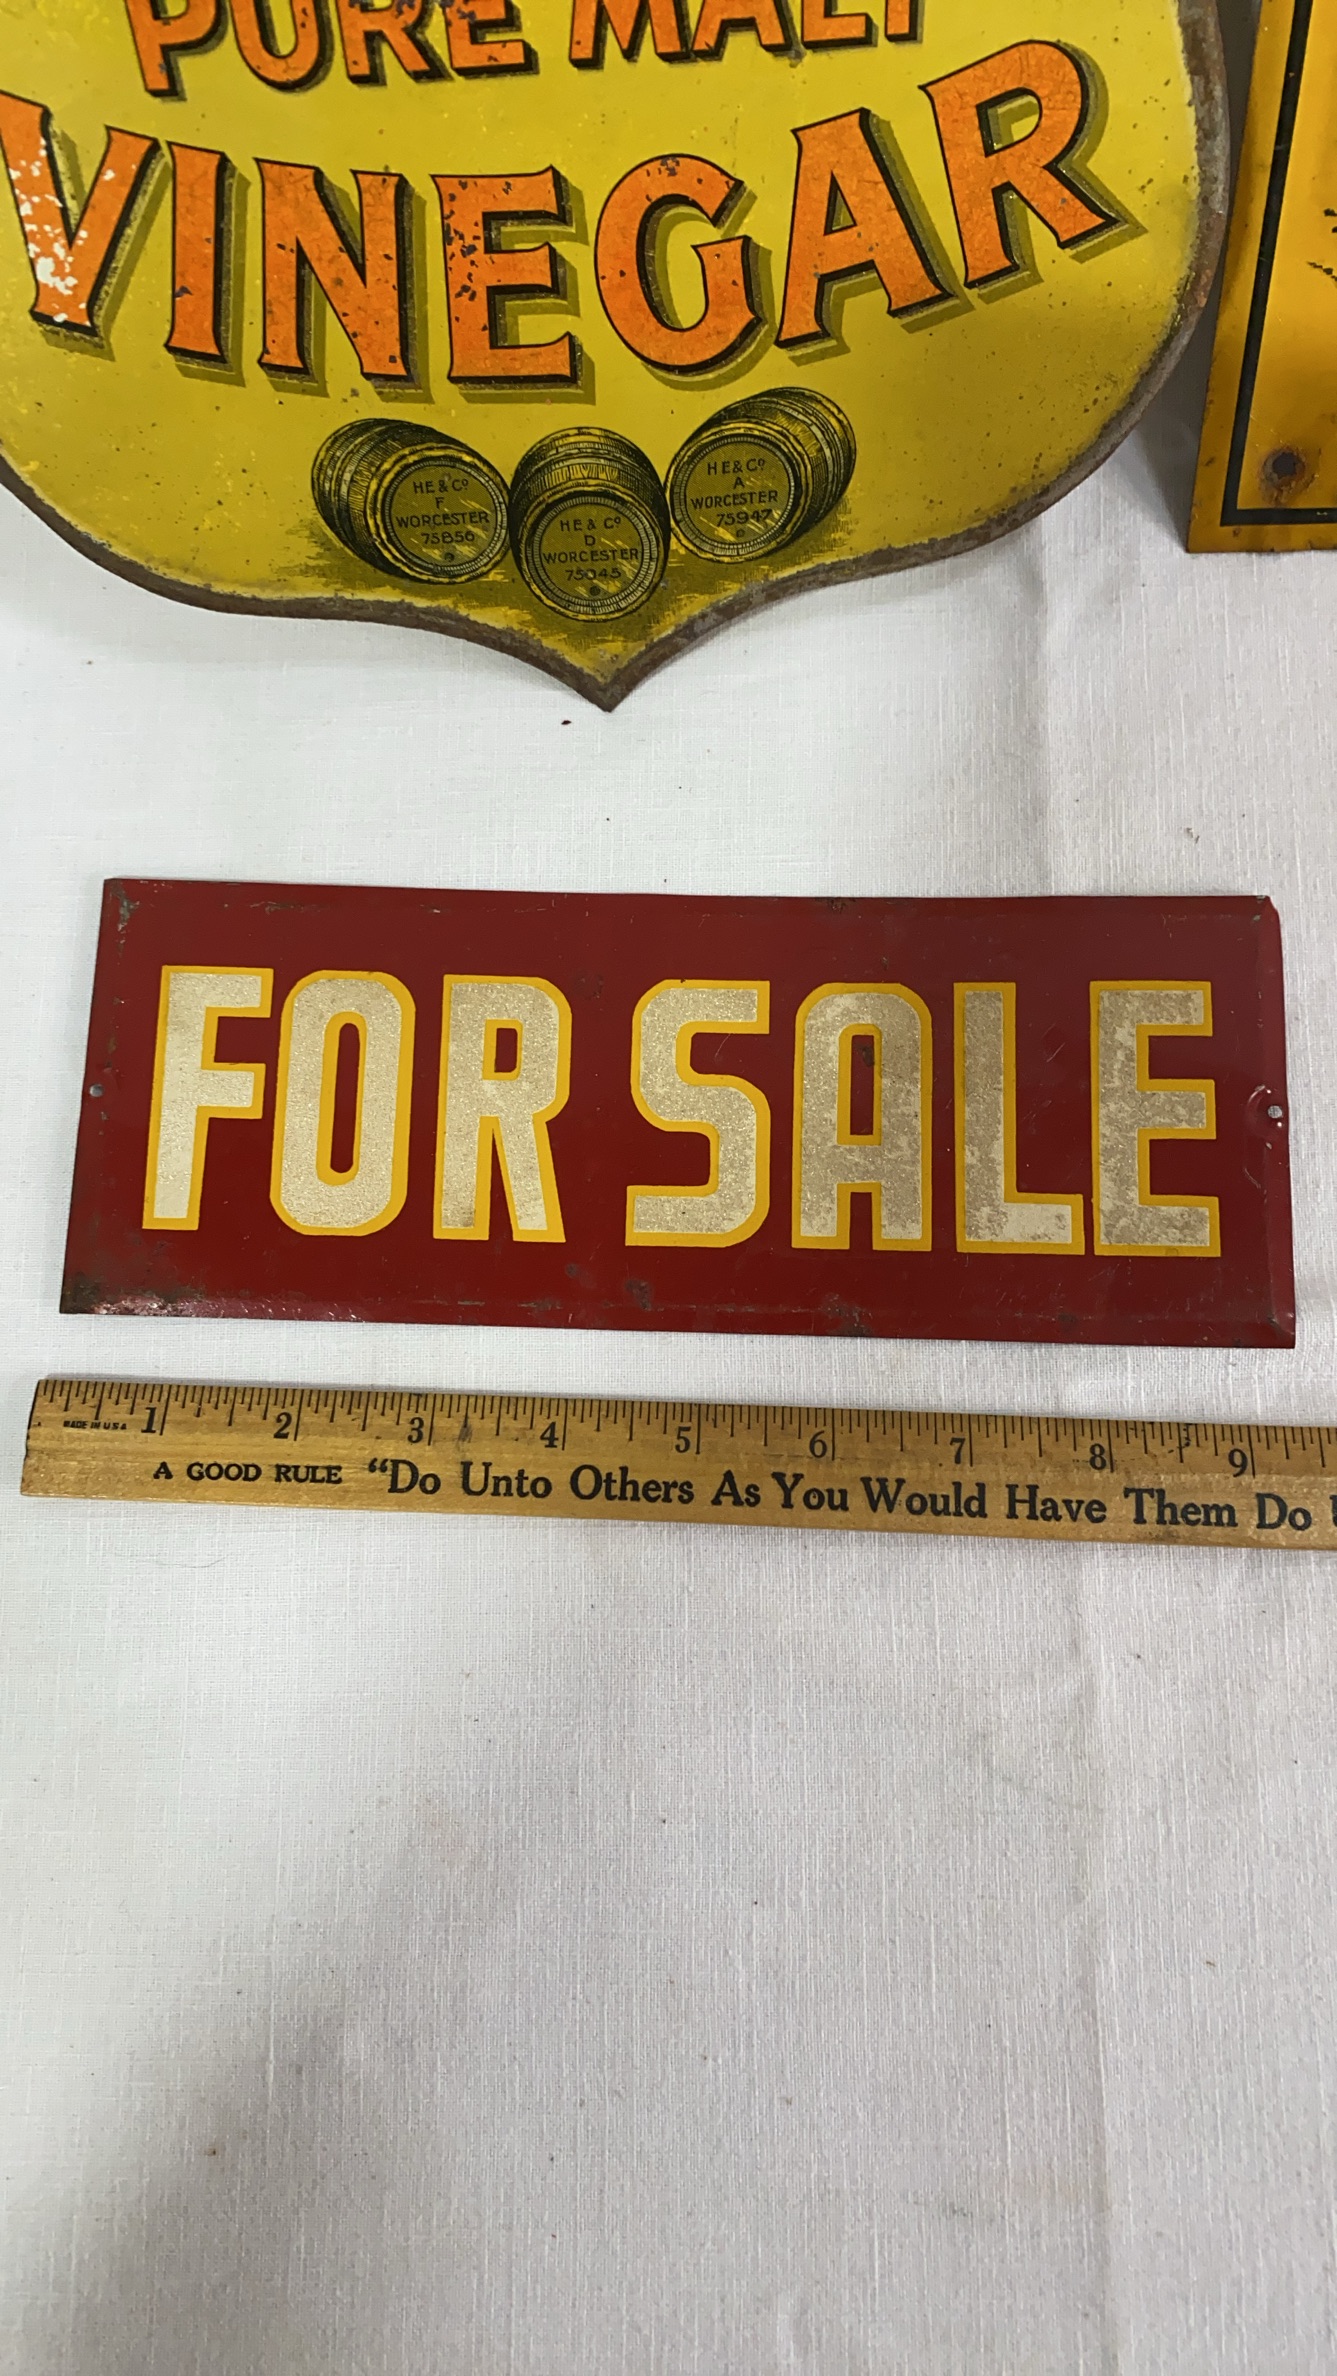 PURE MALT
VINEGAR
HE & Co
F
WORCESTER
75856
HE & Co
D
WORCESTER
75045
HE & Co
A
WORCESTER
75947
FOR SALE
MADE IN U S A
1 2 3 4 5 6 7 8 9
A GOOD RULE “Do Unto Others As You Would Have Them Do